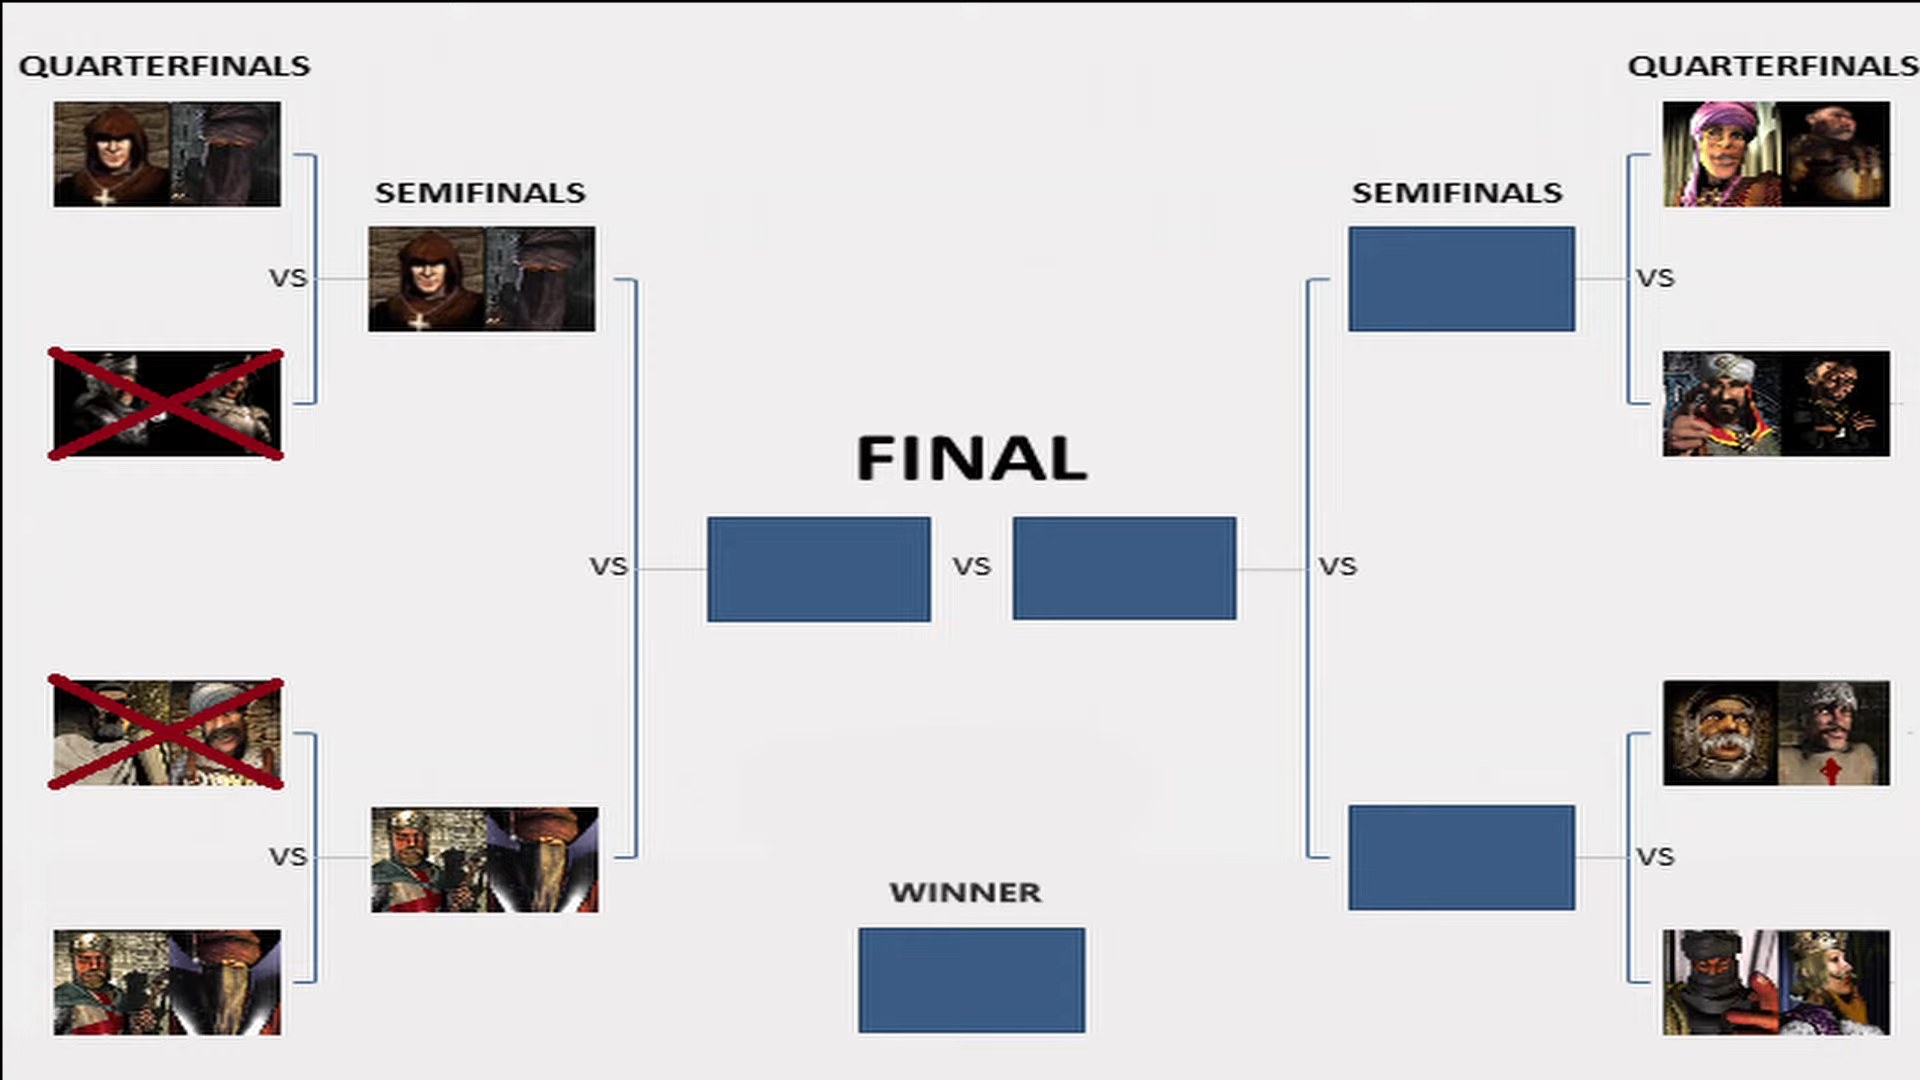 QUARTERFINALS
QUARTERFINALS
SEMIFINALS
SEMIFINALS
VS
VS
FINAL
VS
VS
VS
VS
VS
WINNER